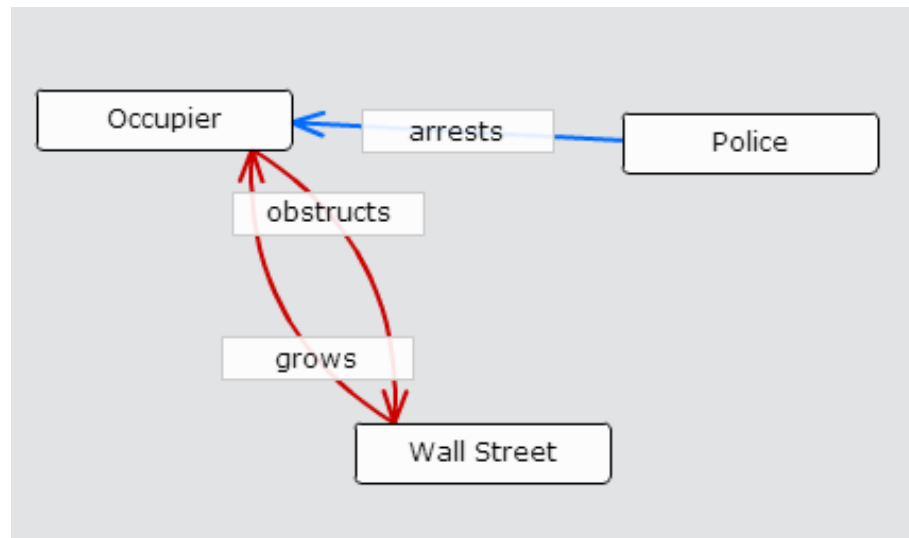 Occupier
arrests
Police
obstructs
grows
Wall Street